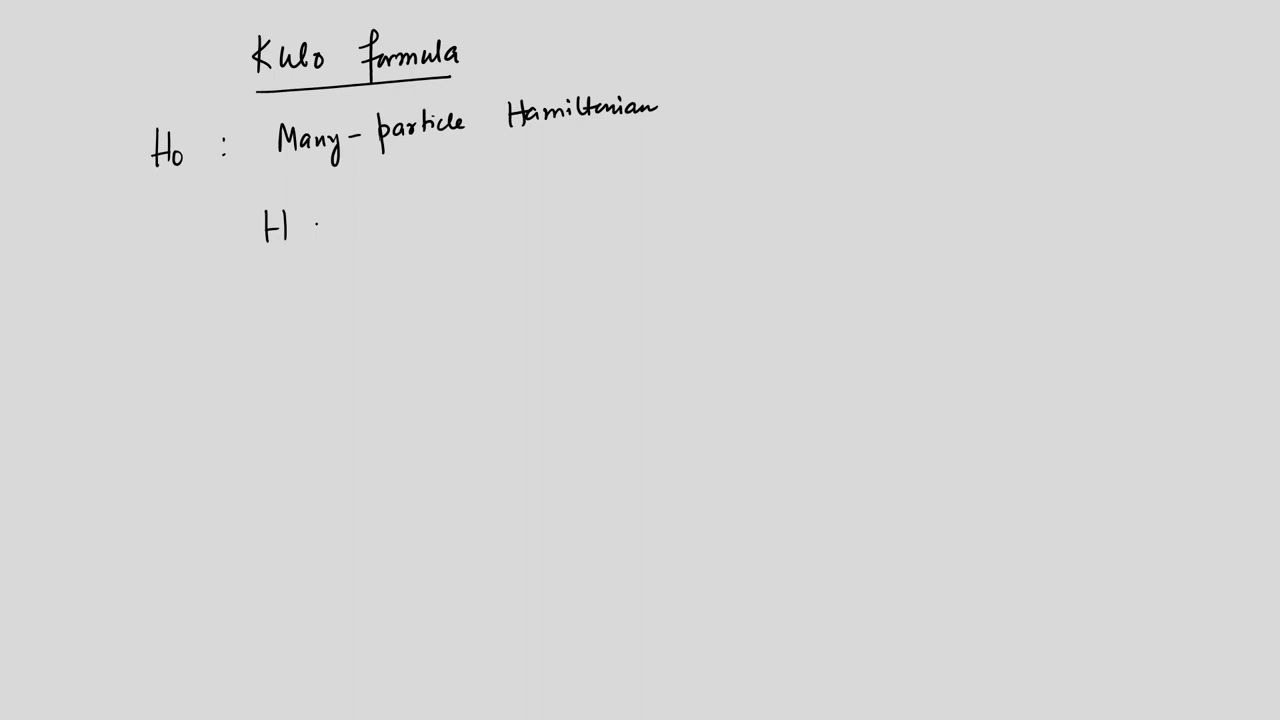 Kubo formula
H₀ : Many-particle Hamiltonian
H .